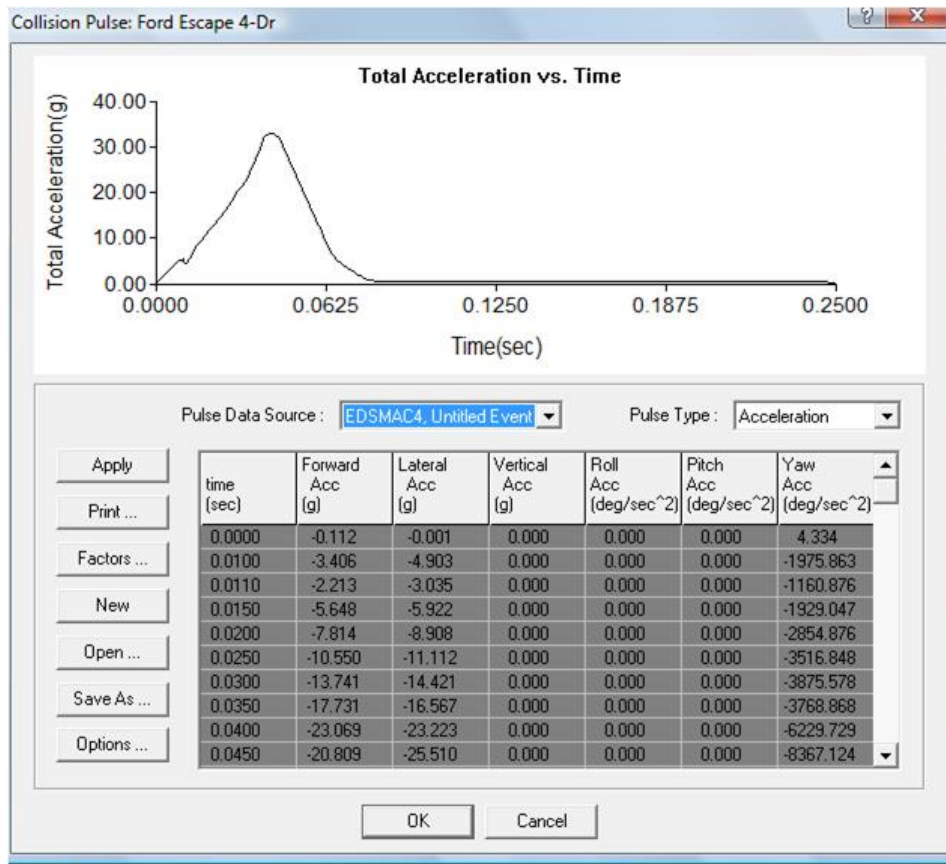 Collision Pulse: Ford Escape 4-Dr
Total Acceleration vs. Time
Total Acceleration(g)
40.00
30.00
20.00
10.00
0.00
0.0000 0.0625 0.1250 0.1875 0.2500
Time(sec)
Pulse Data Source : EDSMAC4, Untitled Event Pulse Type : Acceleration
Apply
Print ...
Factors ...
New
Open ...
Save As ...
Options ...
time (sec) Forward Acc (g) Lateral Acc (g) Vertical Acc (g) Roll Acc (deg/sec^2) Pitch Acc (deg/sec^2) Yaw Acc (deg/sec^2)
0.0000 -0.112 -0.001 0.000 0.000 0.000 4.334
0.0100 -3.406 -4.903 0.000 0.000 0.000 -1975.863
0.0110 -2.213 -3.035 0.000 0.000 0.000 -1160.876
0.0150 -5.648 -5.922 0.000 0.000 0.000 -1929.047
0.0200 -7.814 -8.908 0.000 0.000 0.000 -2854.876
0.0250 -10.550 -11.112 0.000 0.000 0.000 -3516.848
0.0300 -13.741 -14.421 0.000 0.000 0.000 -3875.578
0.0350 -17.731 -16.567 0.000 0.000 0.000 -3768.868
0.0400 -23.069 -23.223 0.000 0.000 0.000 -6229.729
0.0450 -20.809 -25.510 0.000 0.000 0.000 -8367.124
OK Cancel